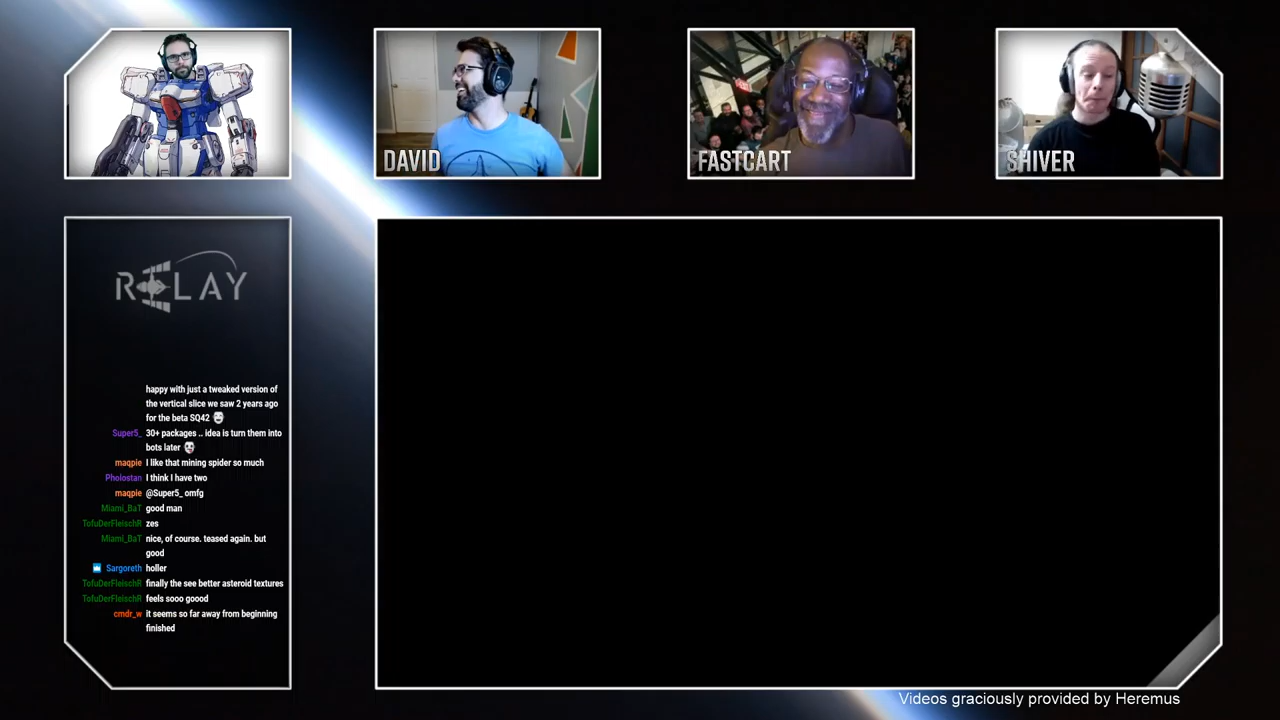 DAVID
FASTCART
SHIVER
RELAY
happy with just a tweaked version of
the vertical slice we saw 2 years ago
for the beta SQ42
Super5_ 30+ packages .. idea is turn them into
bots later
maqpie I like that mining spider so much
Pholostan I think I have two
maqpie @Super5_ omfg
Miami_BaT good man
TofuDerFleischR zes
Miami_BaT nice, of course. teased again. but
good
Sargoreth holler
TofuDerFleischR finally the see better asteroid textures
TofuDerFleischR feels sooo goood
cmdr_w it seems so far away from beginning
finished
Videos graciously provided by Heremus